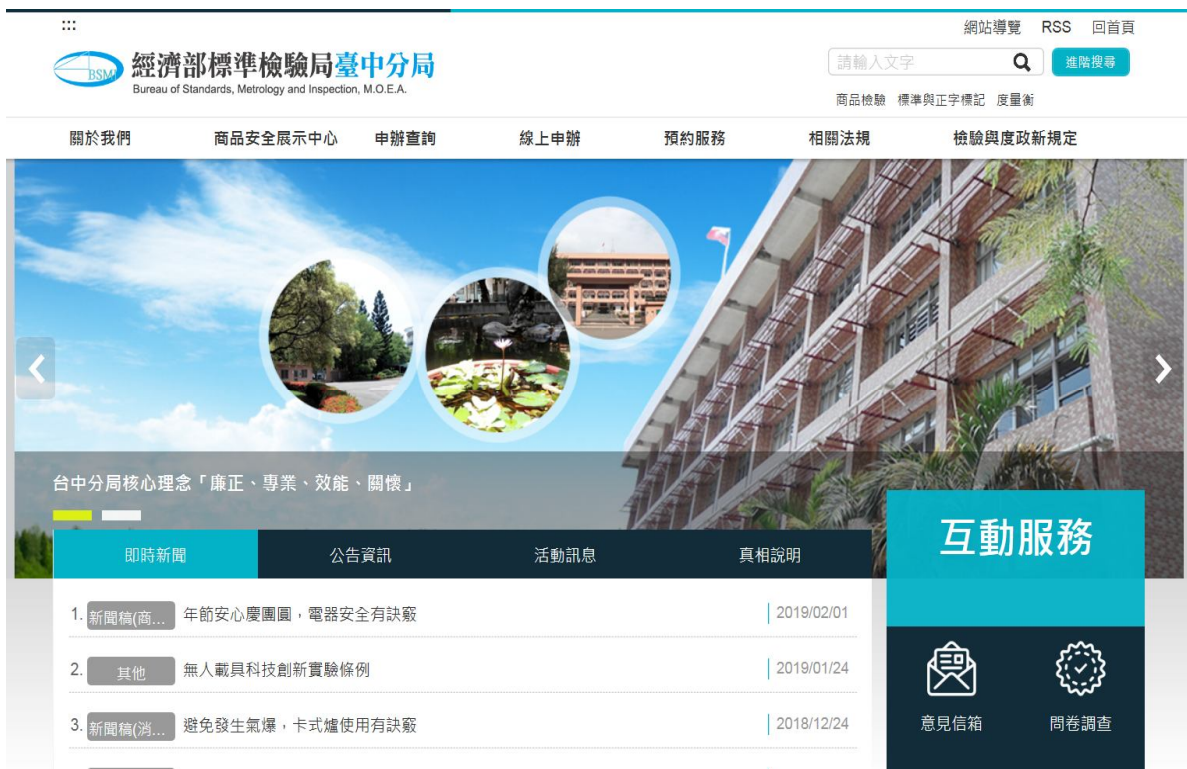 :::
網站導覽 RSS 回首頁
BSMI 經濟部標準檢驗局臺中分局
Bureau of Standards, Metrology and Inspection, M.O.E.A.
請輸入文字 進階搜尋
商品檢驗 標準與正字標記 度量衡
關於我們 商品安全展示中心 申辦查詢 線上申辦 預約服務 相關法規 檢驗與度政新規定
台中分局核心理念「廉正、專業、效能、關懷」
互動服務
即時新聞 公告資訊 活動訊息 真相說明
1. 新聞稿(商... 年節安心慶團圓，電器安全有訣竅 2019/02/01
2. 其他 無人載具科技創新實驗條例 2019/01/24
3. 新聞稿(消... 避免發生氣爆，卡式爐使用有訣竅 2018/12/24
意見信箱 問卷調查